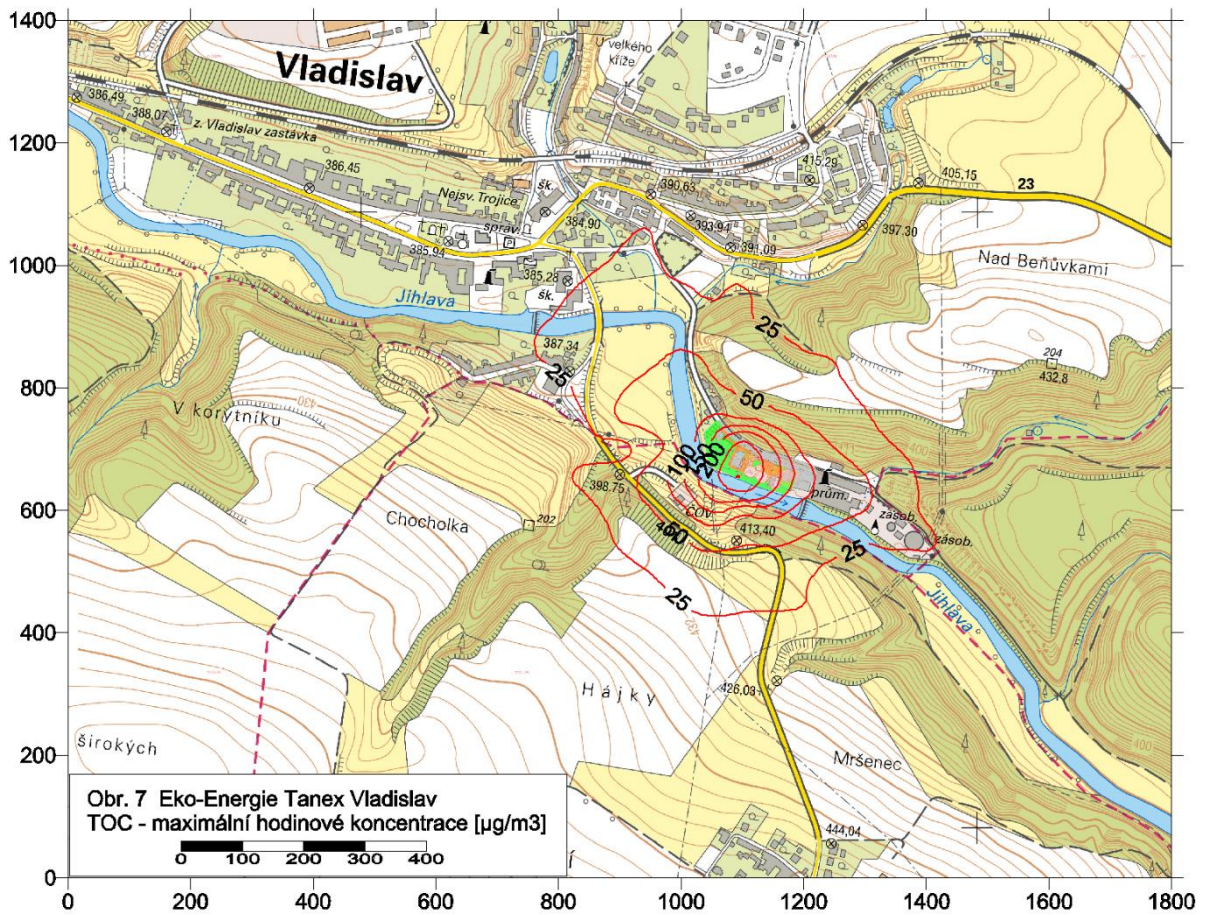 1400
1200
1000
800
600
400
200
0
Vladislav
velkého
kříže
386,49
388,07
z. Vladislav zastávka
386,45
Nejsv. Trojice
šk.
správ.
384,90
390,63
393,94
391,09
415,29
405,15
397,30
23
385,94
385,28
šk.
Jihlava
Nad Beňůvkami
387,34
25
25
204
432,8
V korytníku
430
50
100
200
398,75
prům.
ČOV
zásob.
zásob.
Chocholka
202
413,40
50
25
25
432
Jihlava
Hájky
426,03
400
širokých
Mršenec
444,04
Obr. 7 Eko-Energie Tanex Vladislav
TOC - maximální hodinové koncentrace [µg/m3]
0 100 200 300 400
í
0 200 400 600 800 1000 1200 1400 1600 1800